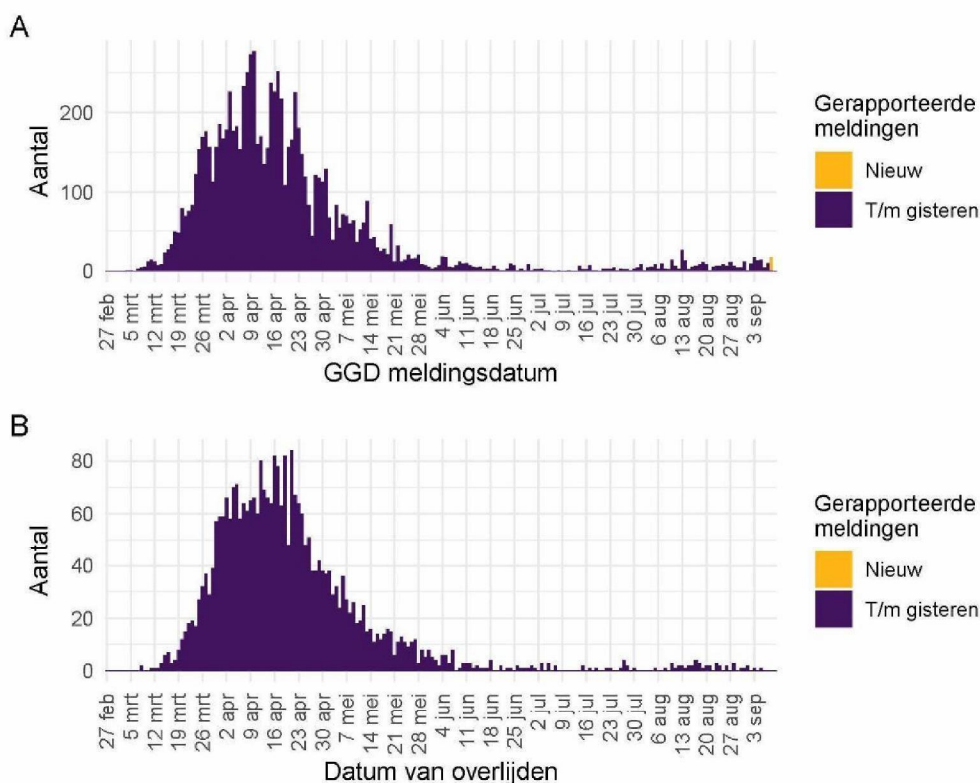 A
Aantal
200
100
0
27 feb
5 mrt
12 mrt
19 mrt
26 mrt
2 apr
9 apr
16 apr
23 apr
30 apr
7 mei
14 mei
21 mei
28 mei
4 jun
11 jun
18 jun
25 jun
2 jul
9 jul
16 jul
23 jul
30 jul
6 aug
13 aug
20 aug
27 aug
3 sep
GGD meldingsdatum
Gerapporteerde
meldingen
Nieuw
T/m gisteren
B
Aantal
80
60
40
20
0
27 feb
5 mrt
12 mrt
19 mrt
26 mrt
2 apr
9 apr
16 apr
23 apr
30 apr
7 mei
14 mei
21 mei
28 mei
4 jun
11 jun
18 jun
25 jun
2 jul
9 jul
16 jul
23 jul
30 jul
6 aug
13 aug
20 aug
27 aug
3 sep
Datum van overlijden
Gerapporteerde
meldingen
Nieuw
T/m gisteren